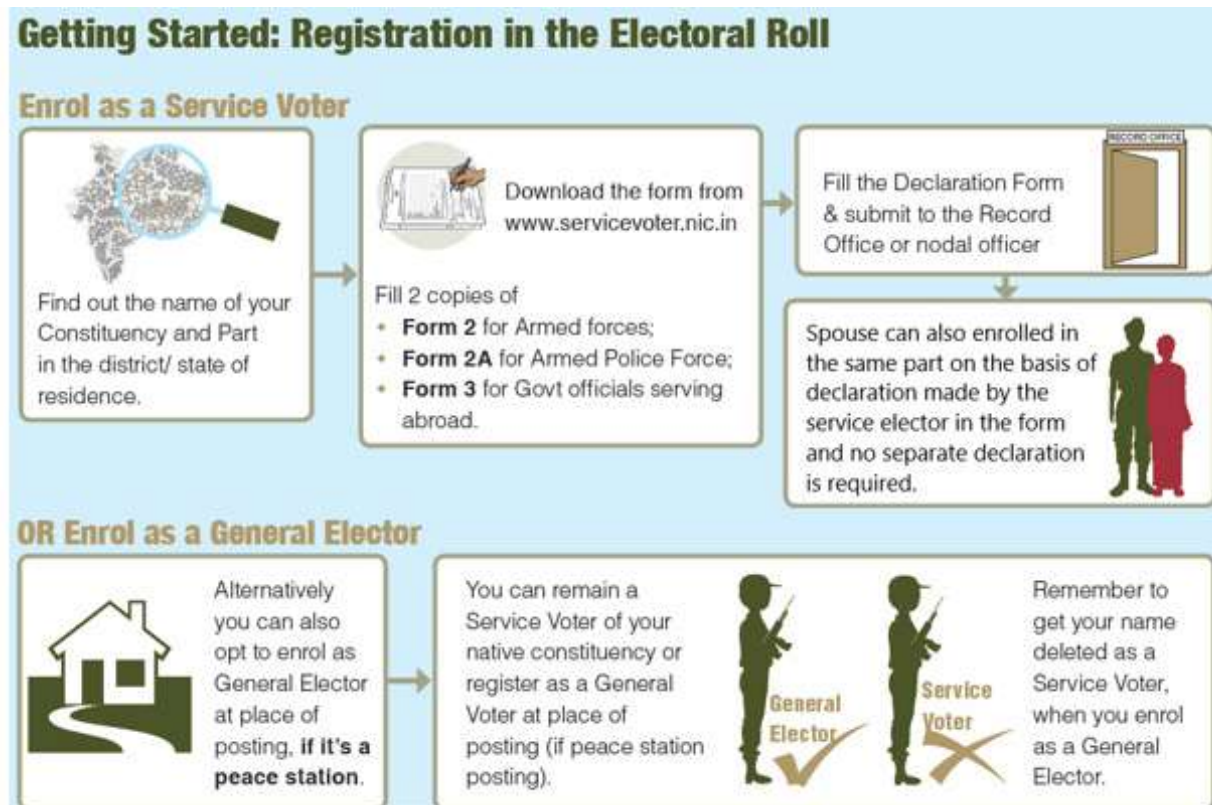 Getting Started: Registration in the Electoral Roll
Enrol as a Service Voter
Find out the name of your
Constituency and Part
in the district/ state of
residence.
Download the form from
www.servicevoter.nic.in
Fill 2 copies of
• Form 2 for Armed forces;
• Form 2A for Armed Police Force;
• Form 3 for Govt officials serving
abroad.
RECORD OFFICE
Fill the Declaration Form
& submit to the Record
Office or nodal officer
Spouse can also enrolled in
the same part on the basis of
declaration made by the
service elector in the form
and no separate declaration
is required.
OR Enrol as a General Elector
Alternatively
you can also
opt to enrol as
General Elector
at place of
posting, if it's a
peace station.
You can remain a
Service Voter of your
native constituency or
register as a General
Voter at place of
posting (if peace station
posting).
General
Elector
Service
Voter
Remember to
get your name
deleted as a
Service Voter,
when you enrol
as a General
Elector.